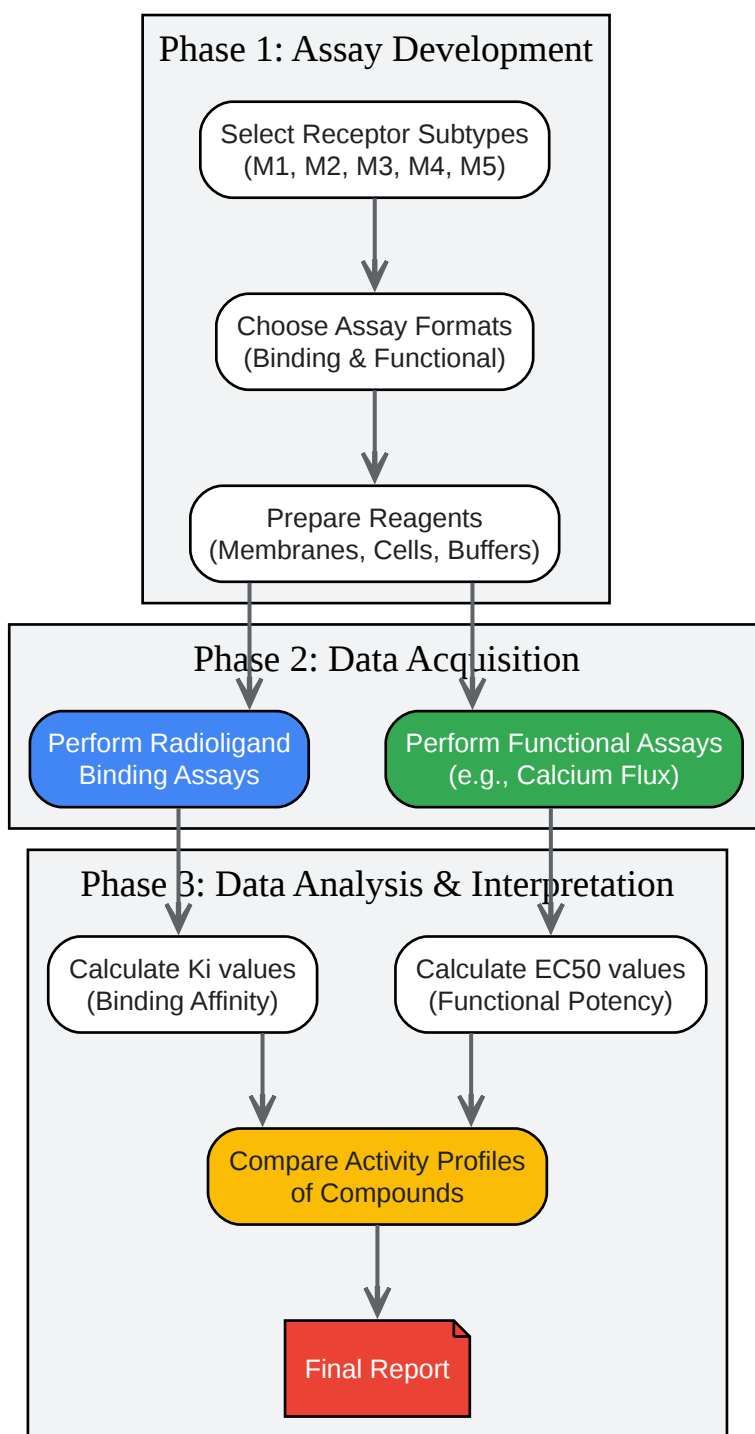 Phase 1: Assay Development
Select Receptor Subtypes
(M1, M2, M3, M4, M5)
Choose Assay Formats
(Binding & Functional)
Prepare Reagents
(Membranes, Cells, Buffers)
Phase 2: Data Acquisition
Perform Radioligand
Binding Assays
Perform Functional Assays
(e.g., Calcium Flux)
Phase 3: Data Analysis & Interpretation
Calculate Ki values
(Binding Affinity)
Calculate EC50 values
(Functional Potency)
Compare Activity Profiles
of Compounds
Final Report